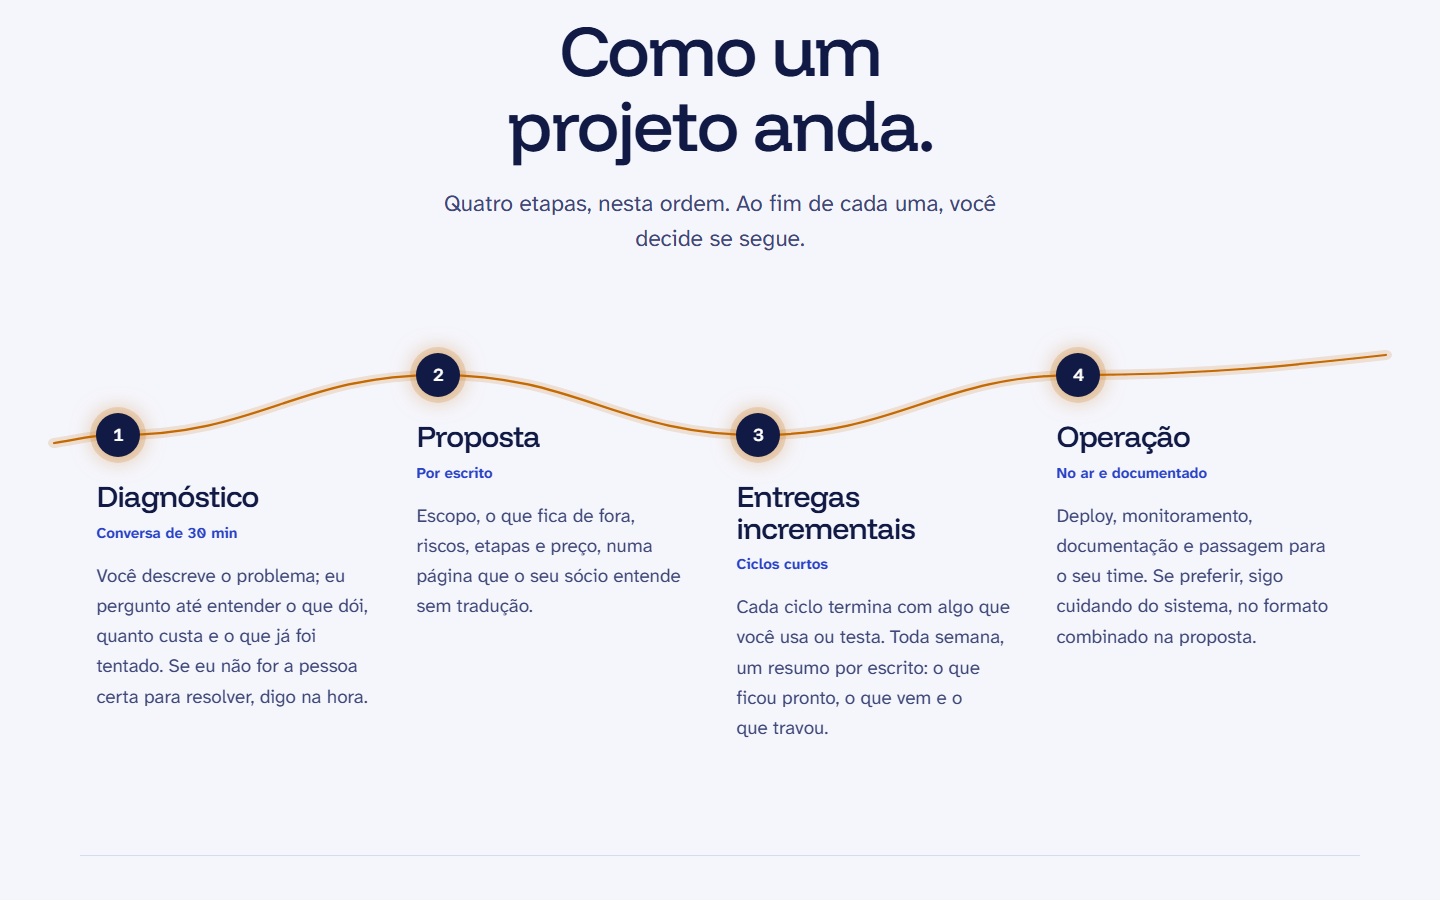 Como um
projeto anda.
Quatro etapas, nesta ordem. Ao fim de cada uma, você
decide se segue.
1
Diagnóstico
Conversa de 30 min
Você descreve o problema; eu
pergunto até entender o que dói,
quanto custa e o que já foi
tentado. Se eu não for a pessoa
certa para resolver, digo na hora.
2
Proposta
Por escrito
Escopo, o que fica de fora,
riscos, etapas e preço, numa
página que o seu sócio entende
sem tradução.
3
Entregas
incrementais
Ciclos curtos
Cada ciclo termina com algo que
você usa ou testa. Toda semana,
um resumo por escrito: o que
ficou pronto, o que vem e o
que travou.
4
Operação
No ar e documentado
Deploy, monitoramento,
documentação e passagem para
o seu time. Se preferir, sigo
cuidando do sistema, no formato
combinado na proposta.